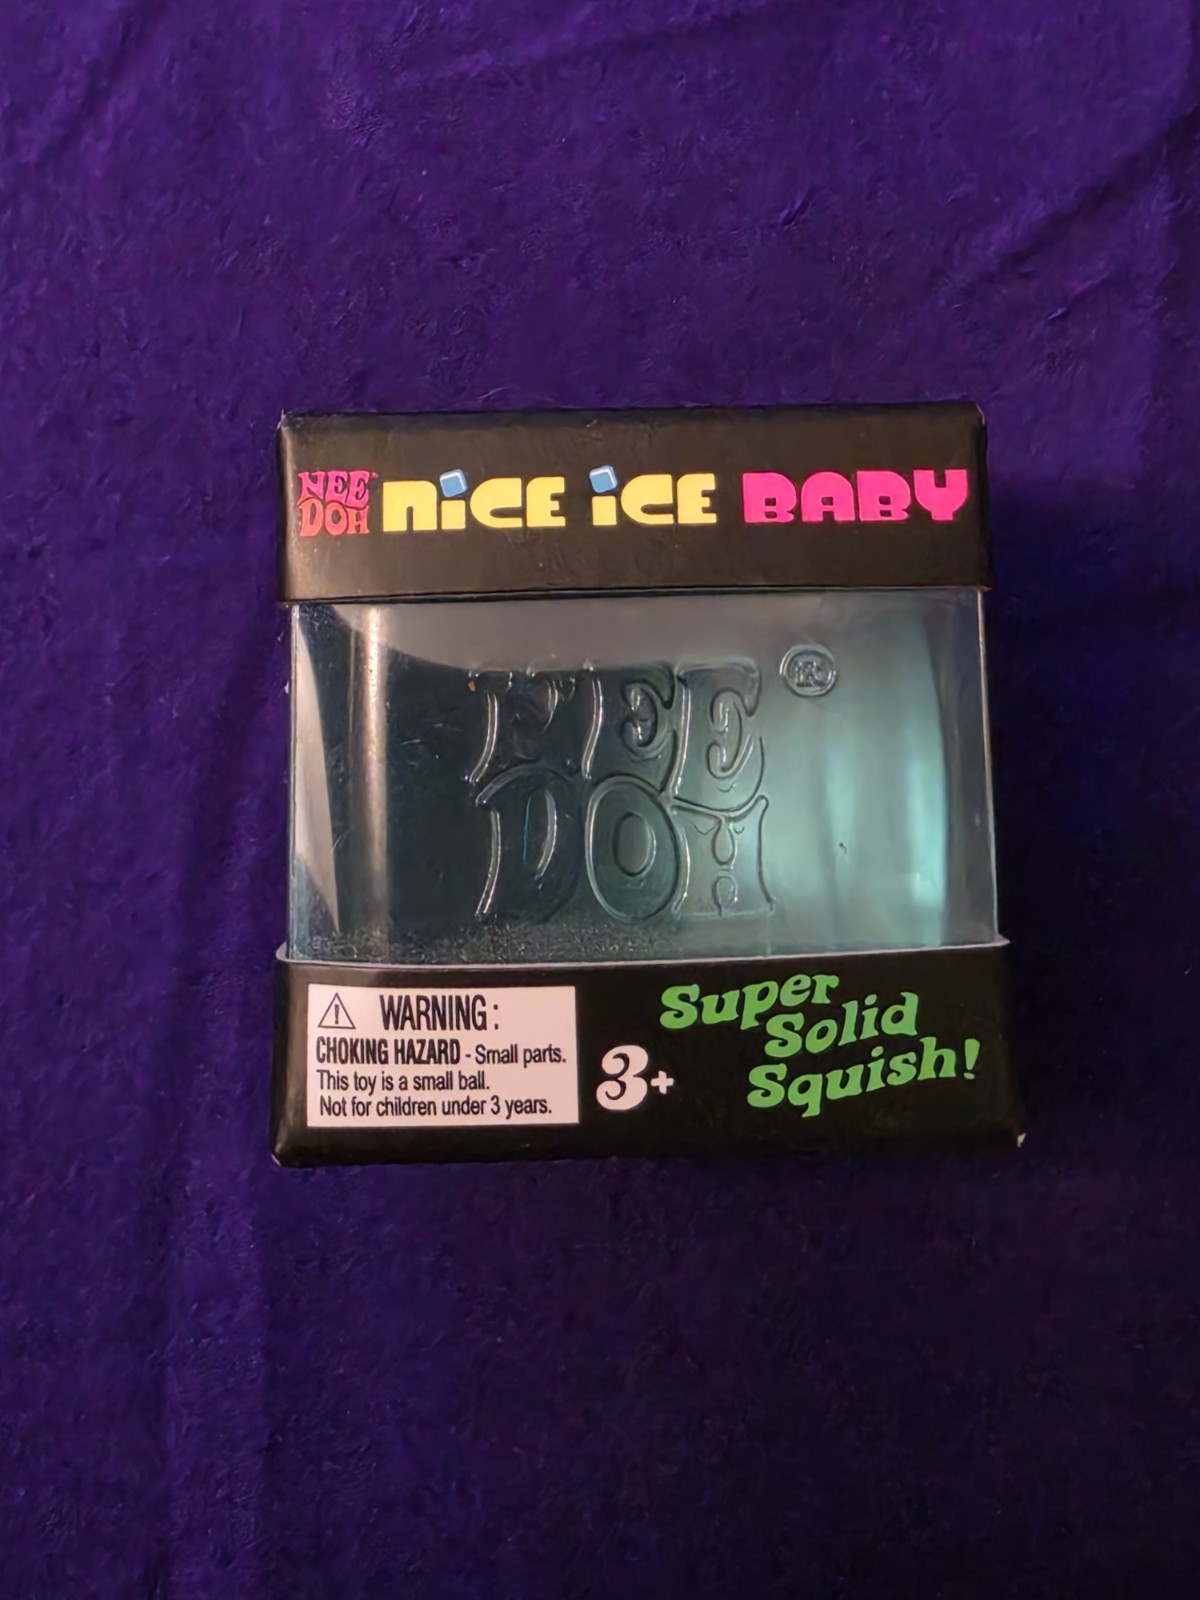 NEE DOH NICE ICE BABY
NEE ®
DOH
WARNING:
CHOKING HAZARD - Small parts.
This toy is a small ball.
Not for children under 3 years.
3+
Super
Solid
Squish!